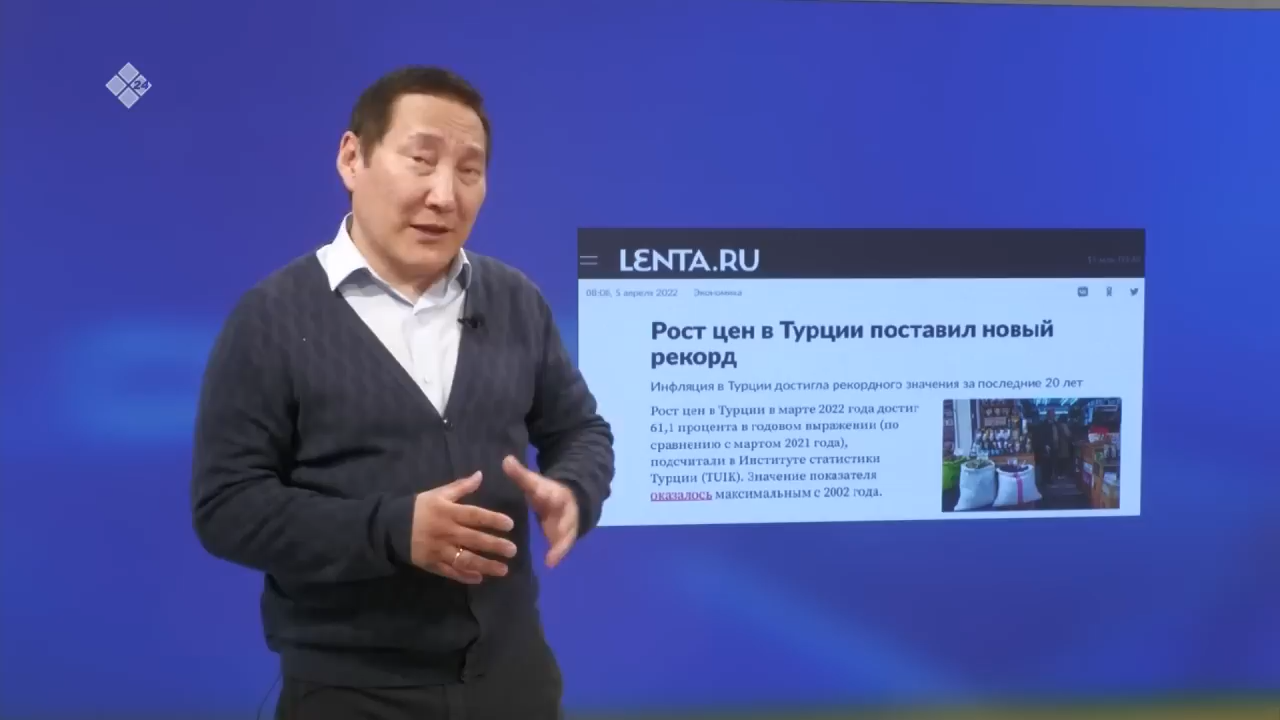 24
LENTA.RU
08:06, 5 апреля 2022 Экономика
Рост цен в Турции поставил новый
рекорд
Инфляция в Турции достигла рекордного значения за последние 20 лет
Рост цен в Турции в марте 2022 года достиг
61,1 процента в годовом выражении (по
сравнению с мартом 2021 года),
подсчитали в Институте статистики
Турции (TUIK). Значение показателя
оказалось максимальным с 2002 года.